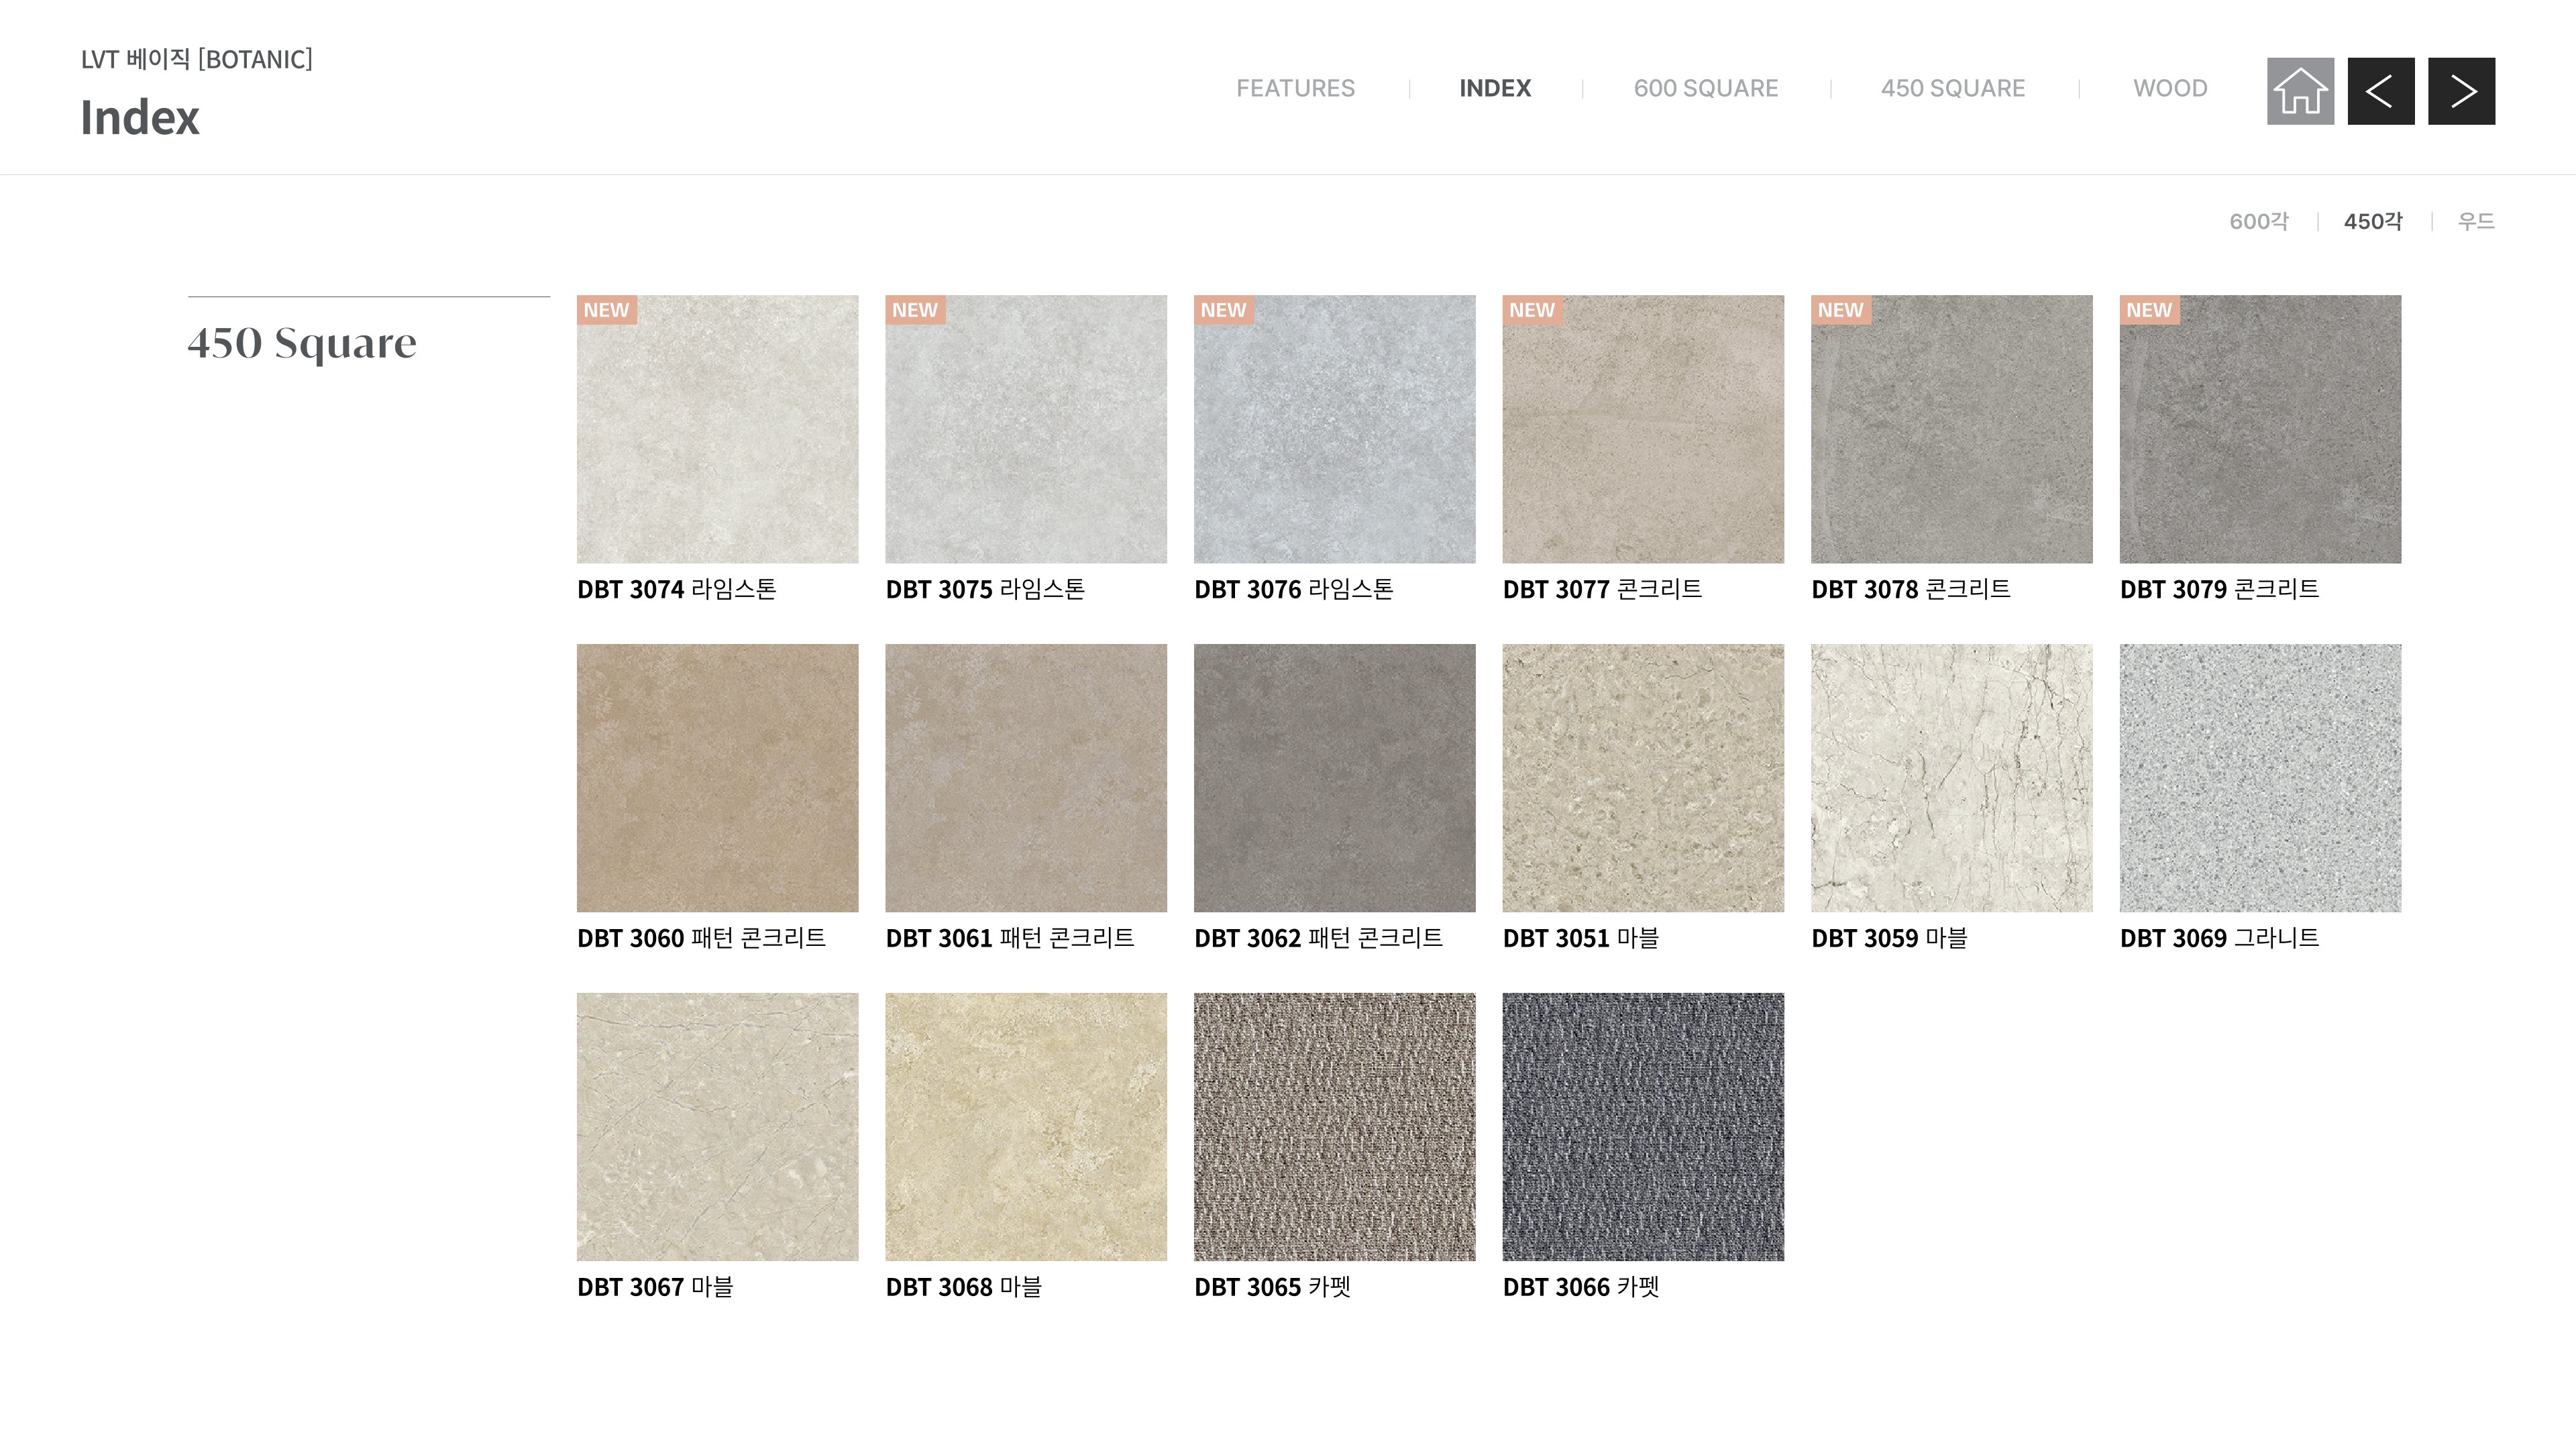 LVT 베이직 [BOTANIC]
Index
FEATURES
INDEX
600 SQUARE
450 SQUARE
WOOD
600각
450각
우드
450 Square
NEW
NEW
NEW
NEW
NEW
NEW
DBT 3074 라임스톤
DBT 3075 라임스톤
DBT 3076 라임스톤
DBT 3077 콘크리트
DBT 3078 콘크리트
DBT 3079 콘크리트
DBT 3060 패턴 콘크리트
DBT 3061 패턴 콘크리트
DBT 3062 패턴 콘크리트
DBT 3051 마블
DBT 3059 마블
DBT 3069 그라니트
DBT 3067 마블
DBT 3068 마블
DBT 3065 카펫
DBT 3066 카펫